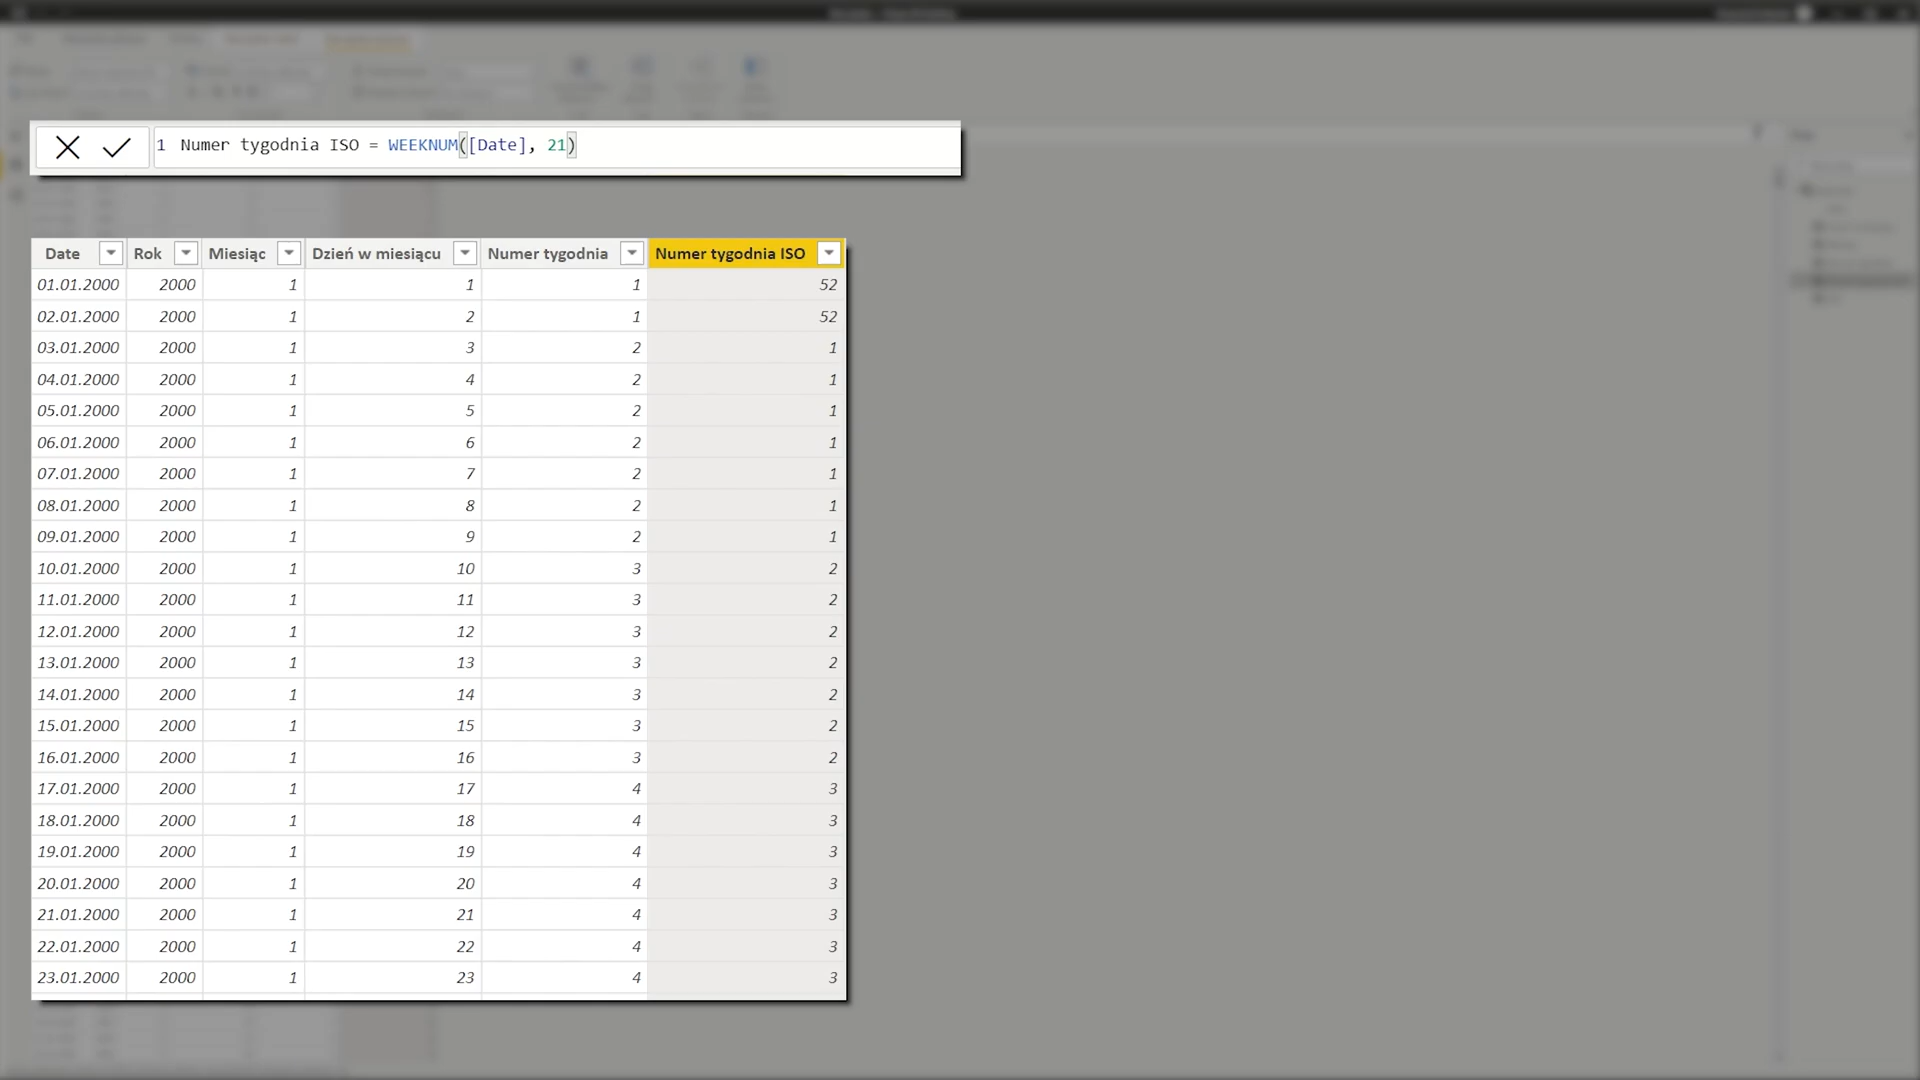 1 Numer tygodnia ISO = WEEKNUM([Date], 21)
Date Rok Miesiąc Dzień w miesiącu Numer tygodnia Numer tygodnia ISO
01.01.2000 2000 1 1 1 52
02.01.2000 2000 1 2 1 52
03.01.2000 2000 1 3 2 1
04.01.2000 2000 1 4 2 1
05.01.2000 2000 1 5 2 1
06.01.2000 2000 1 6 2 1
07.01.2000 2000 1 7 2 1
08.01.2000 2000 1 8 2 1
09.01.2000 2000 1 9 2 1
10.01.2000 2000 1 10 3 2
11.01.2000 2000 1 11 3 2
12.01.2000 2000 1 12 3 2
13.01.2000 2000 1 13 3 2
14.01.2000 2000 1 14 3 2
15.01.2000 2000 1 15 3 2
16.01.2000 2000 1 16 3 2
17.01.2000 2000 1 17 4 3
18.01.2000 2000 1 18 4 3
19.01.2000 2000 1 19 4 3
20.01.2000 2000 1 20 4 3
21.01.2000 2000 1 21 4 3
22.01.2000 2000 1 22 4 3
23.01.2000 2000 1 23 4 3